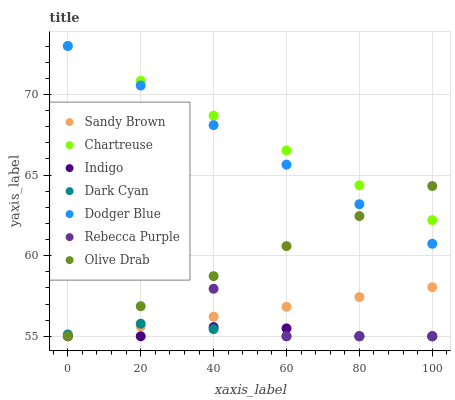 title
70
65
60
55
yaxis_label
Sandy Brown
Chartreuse
Indigo
Dark Cyan
Dodger Blue
Rebecca Purple
Olive Drab
0 20 40 60 80 100
xaxis_label